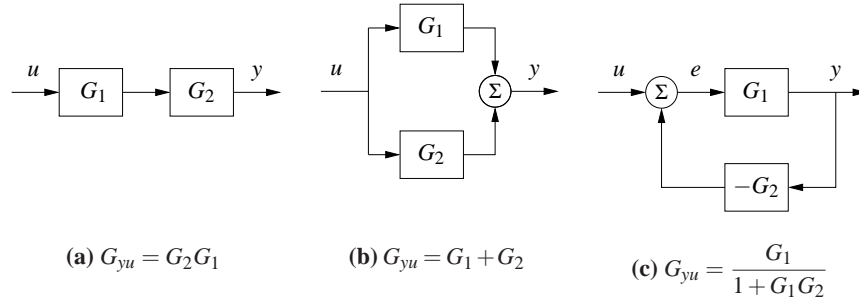 u G₁ G₂ y
(a) G_yu = G₂G₁
u G₁ Σ y
G₂
(b) G_yu = G₁ + G₂
u Σ e G₁ y
−G₂
(c) G_yu = G₁ / (1 + G₁G₂)